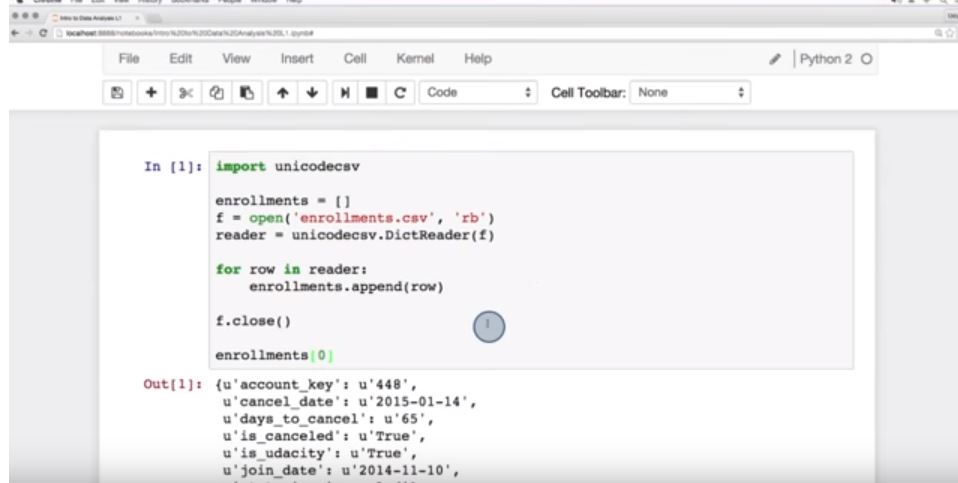 Chrome File Edit View History Bookmarks People Window Help
Intro to Data Analysis L1
localhost:8888/notebooks/Intro%20to%20Data%20Analysis%20L1.ipynb#
File Edit View Insert Cell Kernel Help Python 2
Code Cell Toolbar: None
In [1]: import unicodecsv
enrollments = []
f = open('enrollments.csv', 'rb')
reader = unicodecsv.DictReader(f)
for row in reader:
    enrollments.append(row)
f.close()
enrollments[0]
Out[1]: {u'account_key': u'448',
u'cancel_date': u'2015-01-14',
u'days_to_cancel': u'65',
u'is_canceled': u'True',
u'is_udacity': u'True',
u'join_date': u'2014-11-10',